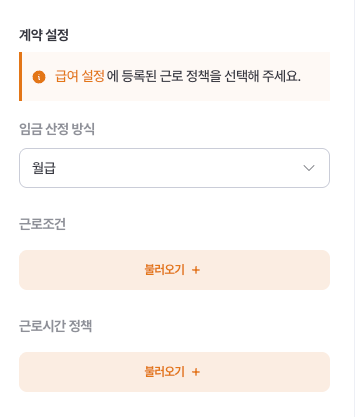 계약 설정
급여 설정에 등록된 근로 정책을 선택해 주세요.
임금 산정 방식
월급
근로조건
불러오기 +
근로시간 정책
불러오기 +